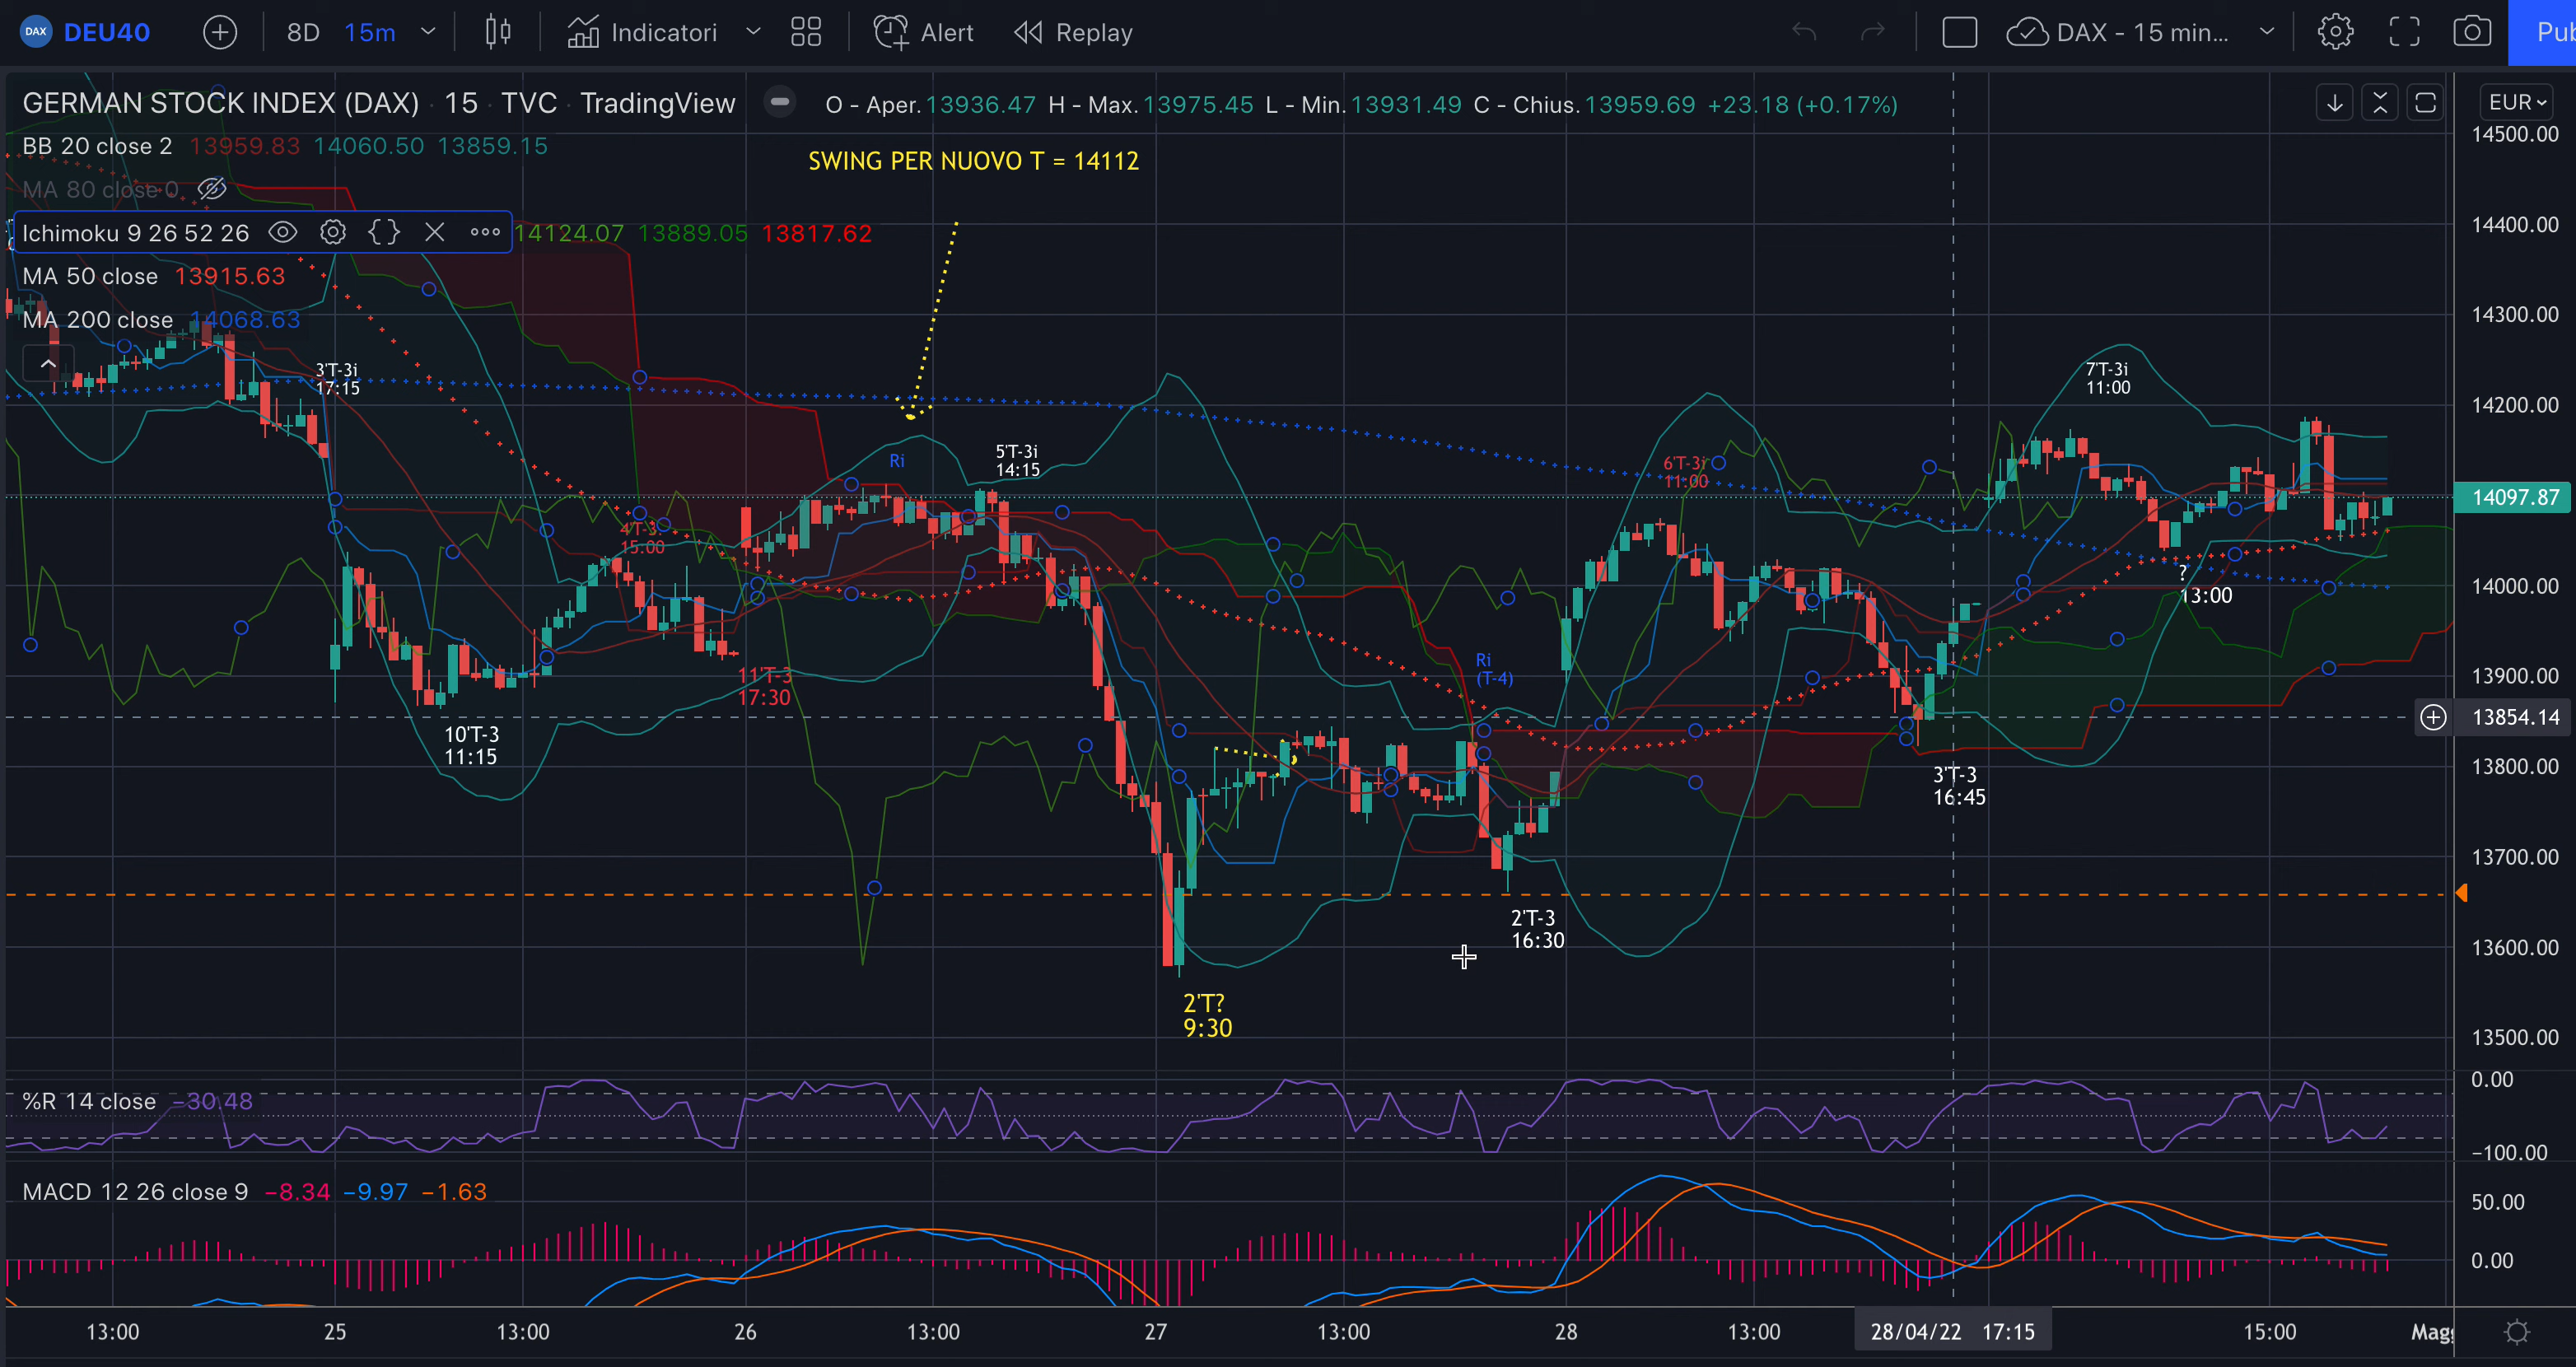 DAX DEU40 8D 15m Indicatori Alert Replay DAX - 15 min... Pub
GERMAN STOCK INDEX (DAX) · 15 · TVC · TradingView O - Aper.13936.47 H - Max.13975.45 L - Min.13931.49 C - Chius.13959.69 +23.18 (+0.17%)
EUR
BB 20 close 2 13959.83 14060.50 13859.15
SWING PER NUOVO T = 14112
MA 80 close 0
Ichimoku 9 26 52 26 14124.07 13889.05 13817.62
MA 50 close 13915.63
MA 200 close 14068.63
3'T-3i
17:15
10'T-3
11:15
4'T-3i
15:00
11'T-3
17:30
Ri
5'T-3i
14:15
2'T?
9:30
Ri
(T-4)
2'T-3
16:30
6'T-3i
11:00
3'T-3
16:45
7'T-3i
11:00
?
13:00
14500.00
14400.00
14300.00
14200.00
14097.87
14000.00
13900.00
13854.14
13800.00
13700.00
13600.00
13500.00
%R 14 close −30.48
0.00
−100.00
MACD 12 26 close 9 −8.34 −9.97 −1.63
50.00
0.00
13:00 25 13:00 26 13:00 27 13:00 28 13:00 28/04/22 17:15 15:00 Magg